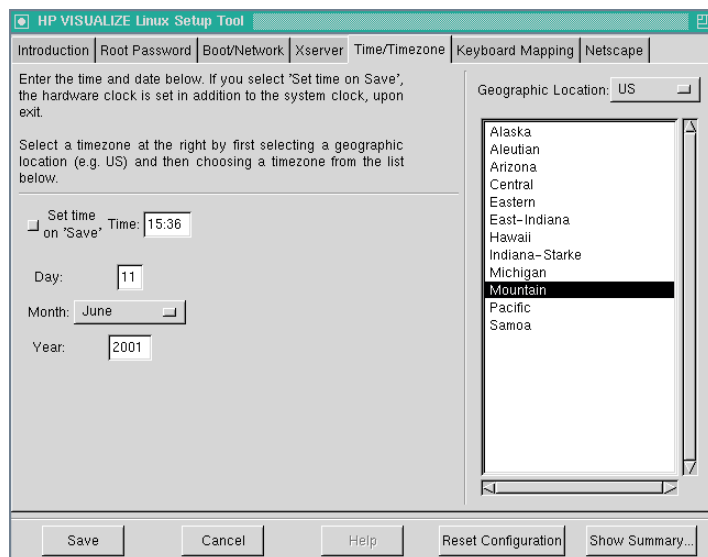 HP VISUALIZE Linux Setup Tool
Introduction Root Password Boot/Network Xserver Time/Timezone Keyboard Mapping Netscape
Enter the time and date below. If you select 'Set time on Save',
the hardware clock is set in addition to the system clock, upon
exit.
Select a timezone at the right by first selecting a geographic
location (e.g. US) and then choosing a timezone from the list
below.
Set time
on 'Save' Time: 15:36
Day: 11
Month: June
Year: 2001
Geographic Location: US
Alaska
Aleutian
Arizona
Central
Eastern
East-Indiana
Hawaii
Indiana-Starke
Michigan
Mountain
Pacific
Samoa
Save Cancel Help Reset Configuration Show Summary...